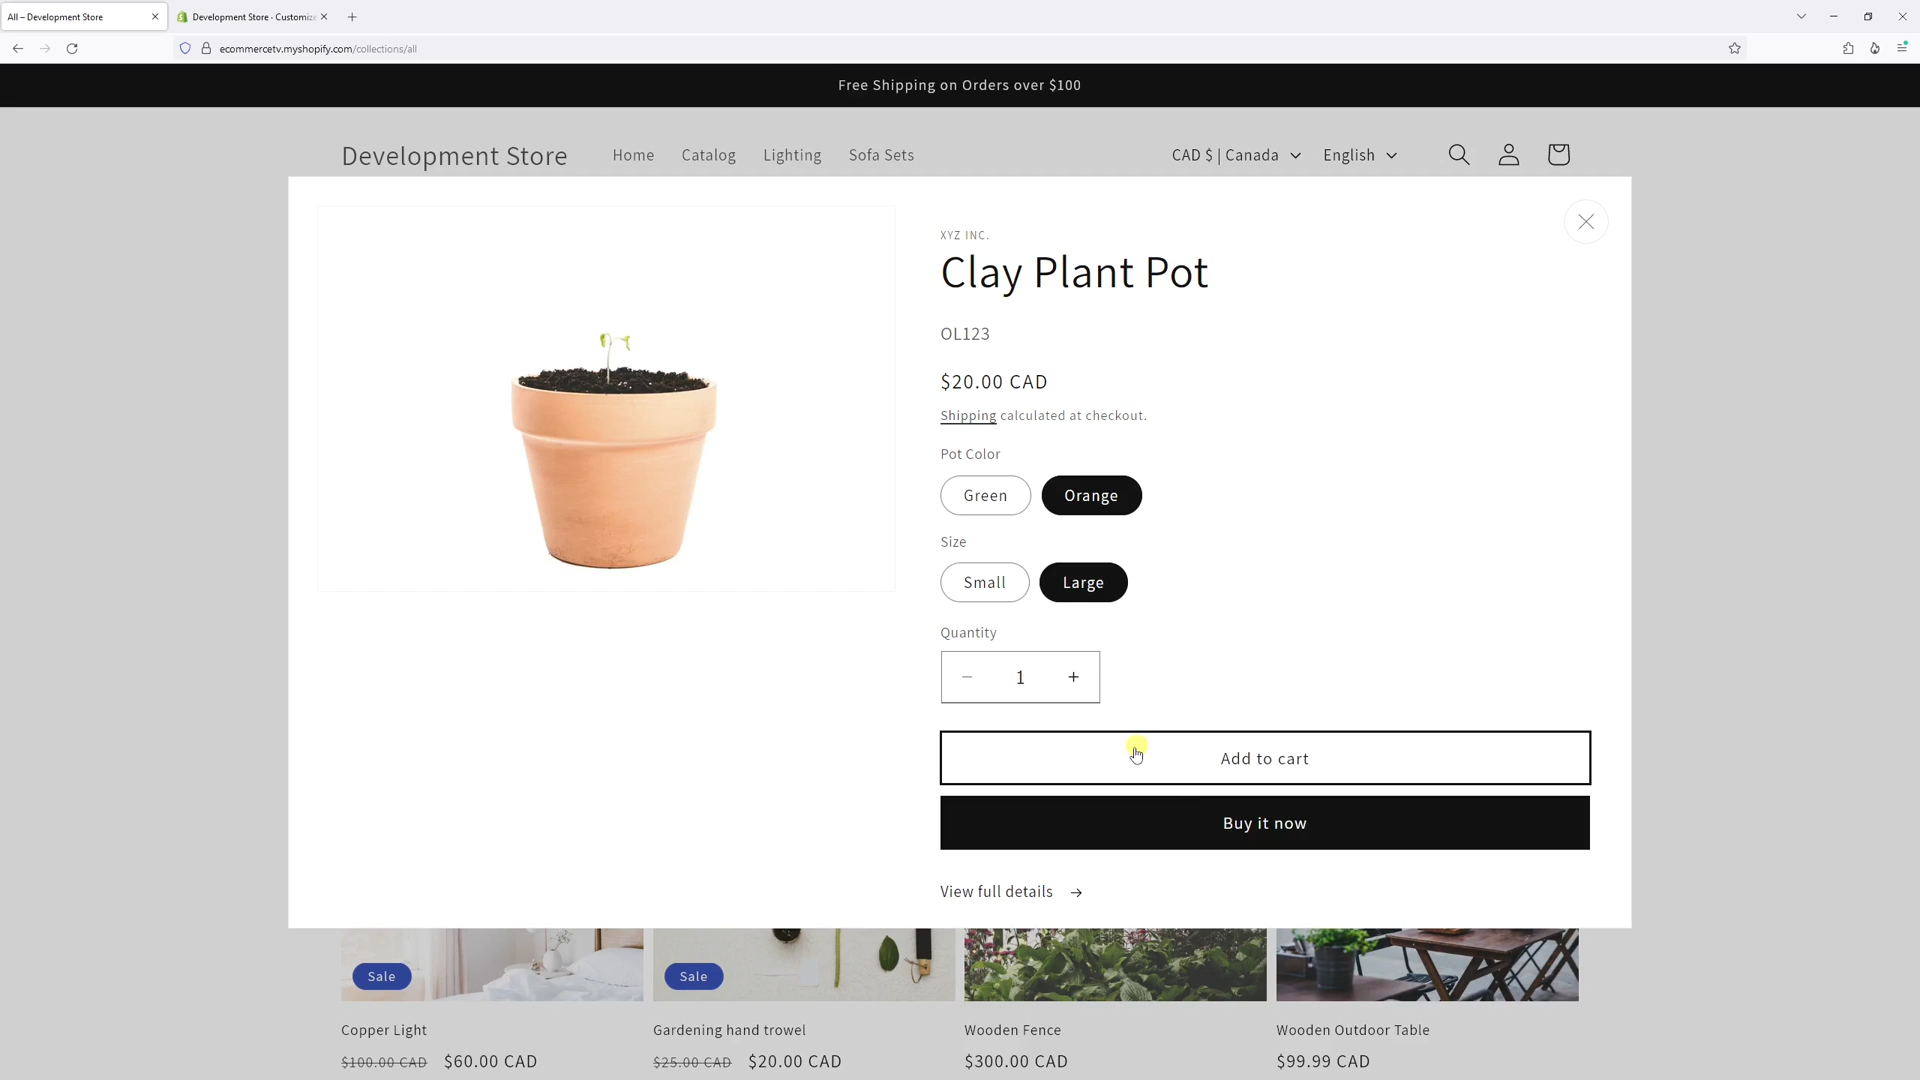 All – Development Store
Development Store · Customize
ecommercetv.myshopify.com/collections/all
Free Shipping on Orders over $100
Development Store Home Catalog Lighting Sofa Sets CAD $ | Canada English
XYZ INC.
Clay Plant Pot
OL123
$20.00 CAD
Shipping calculated at checkout.
Pot Color
Green Orange
Size
Small Large
Quantity
− 1 +
Add to cart
Buy it now
View full details →
Sale Sale
Copper Light Gardening hand trowel Wooden Fence Wooden Outdoor Table
$100.00 CAD $60.00 CAD $25.00 CAD $20.00 CAD $300.00 CAD $99.99 CAD